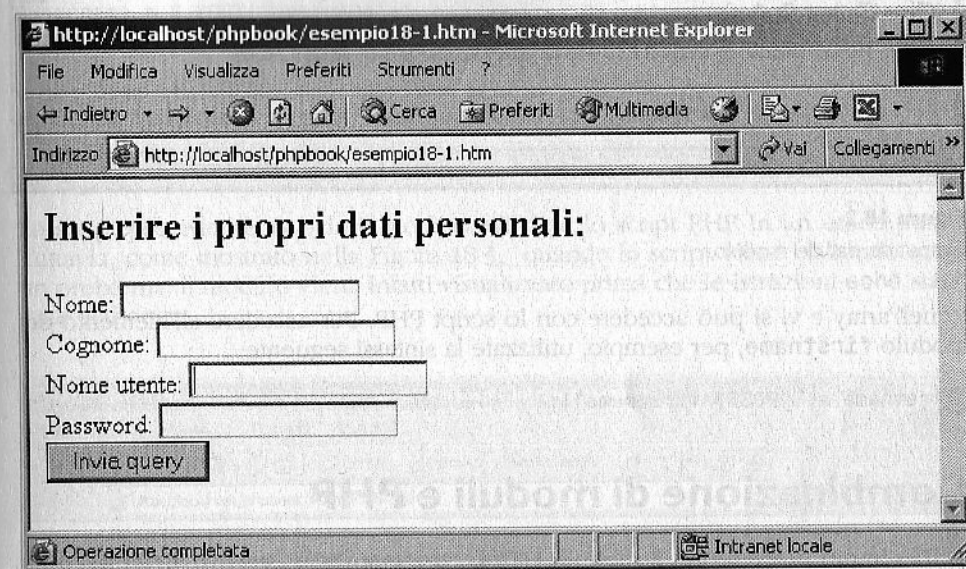 http://localhost/phpbook/esempio18-1.htm - Microsoft Internet Explorer
File Modifica Visualizza Preferiti Strumenti ?
Indietro Cerca Preferiti Multimedia
Indirizzo http://localhost/phpbook/esempio18-1.htm Vai Collegamenti »
Inserire i propri dati personali:
Nome:
Cognome:
Nome utente:
Password:
Invia query
Operazione completata Intranet locale